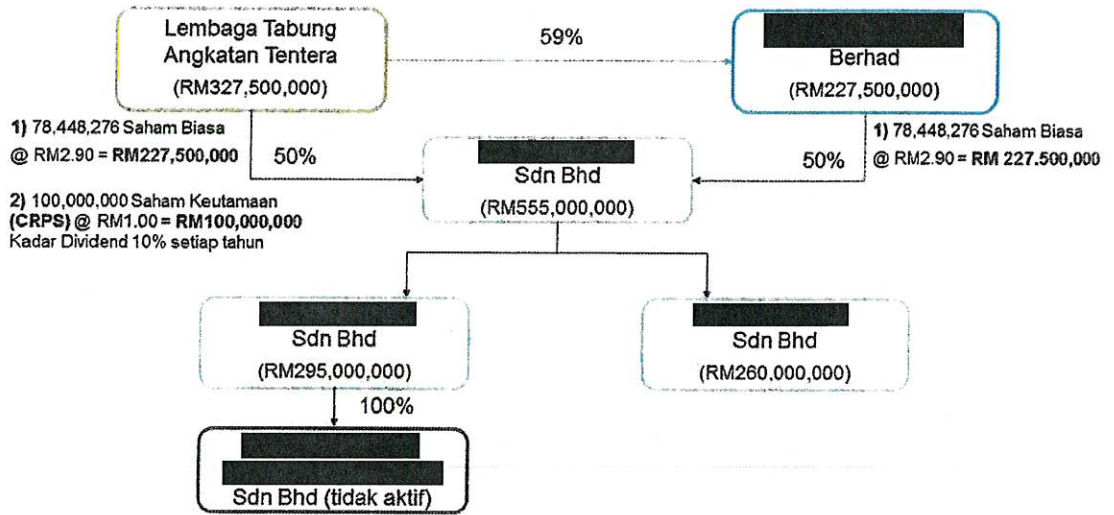 Lembaga Tabung
Angkatan Tentera
(RM327,500,000)
59%
Berhad
(RM227,500,000)
1) 78,448,276 Saham Biasa
@ RM2.90 = RM227,500,000
50%
2) 100,000,000 Saham Keutamaan
(CRPS) @ RM1.00 = RM100,000,000
Kadar Dividend 10% setiap tahun
Sdn Bhd
(RM555,000,000)
50%
1) 78,448,276 Saham Biasa
@ RM2.90 = RM 227.500,000
Sdn Bhd
(RM295,000,000)
Sdn Bhd
(RM260,000,000)
100%
Sdn Bhd (tidak aktif)